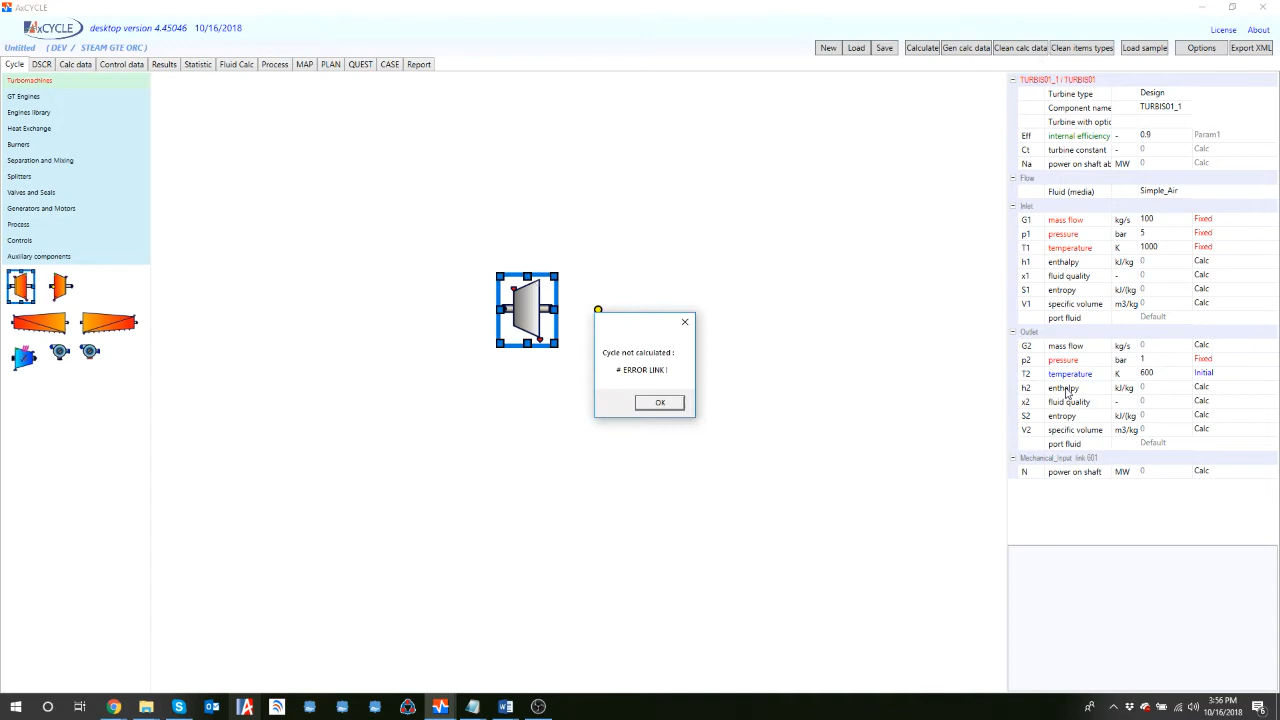 AxCYCLE
AxCYCLE desktop version 4.45046 10/16/2018
License About
Untitled ( DEV / STEAM GTE ORC )
New Load Save Calculate Gen calc data Clean calc data Clean items types Load sample Options Export XML
Cycle DSCR Calc data Control data Results Statistic Fluid Calc Process MAP PLAN QUEST CASE Report
Turbomachines
GT Engines
Engines library
Heat Exchange
Burners
Separation and Mixing
Splitters
Valves and Seals
Generators and Motors
Process
Controls
Auxiliary components
Cycle not calculated :
# ERROR LINK !
OK
TURBIS01_1 / TURBIS01
Turbine type Design
Component name TURBIS01_1
Turbine with optic
Eff internal efficiency - 0.9 Param1
Ct turbine constant - 0 Calc
Na power on shaft ab MW 0 Calc
Flow
Fluid (media) Simple_Air
Inlet
G1 mass flow kg/s 100 Fixed
p1 pressure bar 5 Fixed
T1 temperature K 1000 Fixed
h1 enthalpy kJ/kg 0 Calc
x1 fluid quality - 0 Calc
S1 entropy kJ/(kg 0 Calc
V1 specific volume m3/kg 0 Calc
port fluid Default
Outlet
G2 mass flow kg/s 0 Calc
p2 pressure bar 1 Fixed
T2 temperature K 600 Initial
h2 enthalpy kJ/kg 0 Calc
x2 fluid quality - 0 Calc
S2 entropy kJ/(kg 0 Calc
V2 specific volume m3/kg 0 Calc
port fluid Default
Mechanical_Input link 601
N power on shaft MW 0 Calc
3:56 PM
10/16/2018